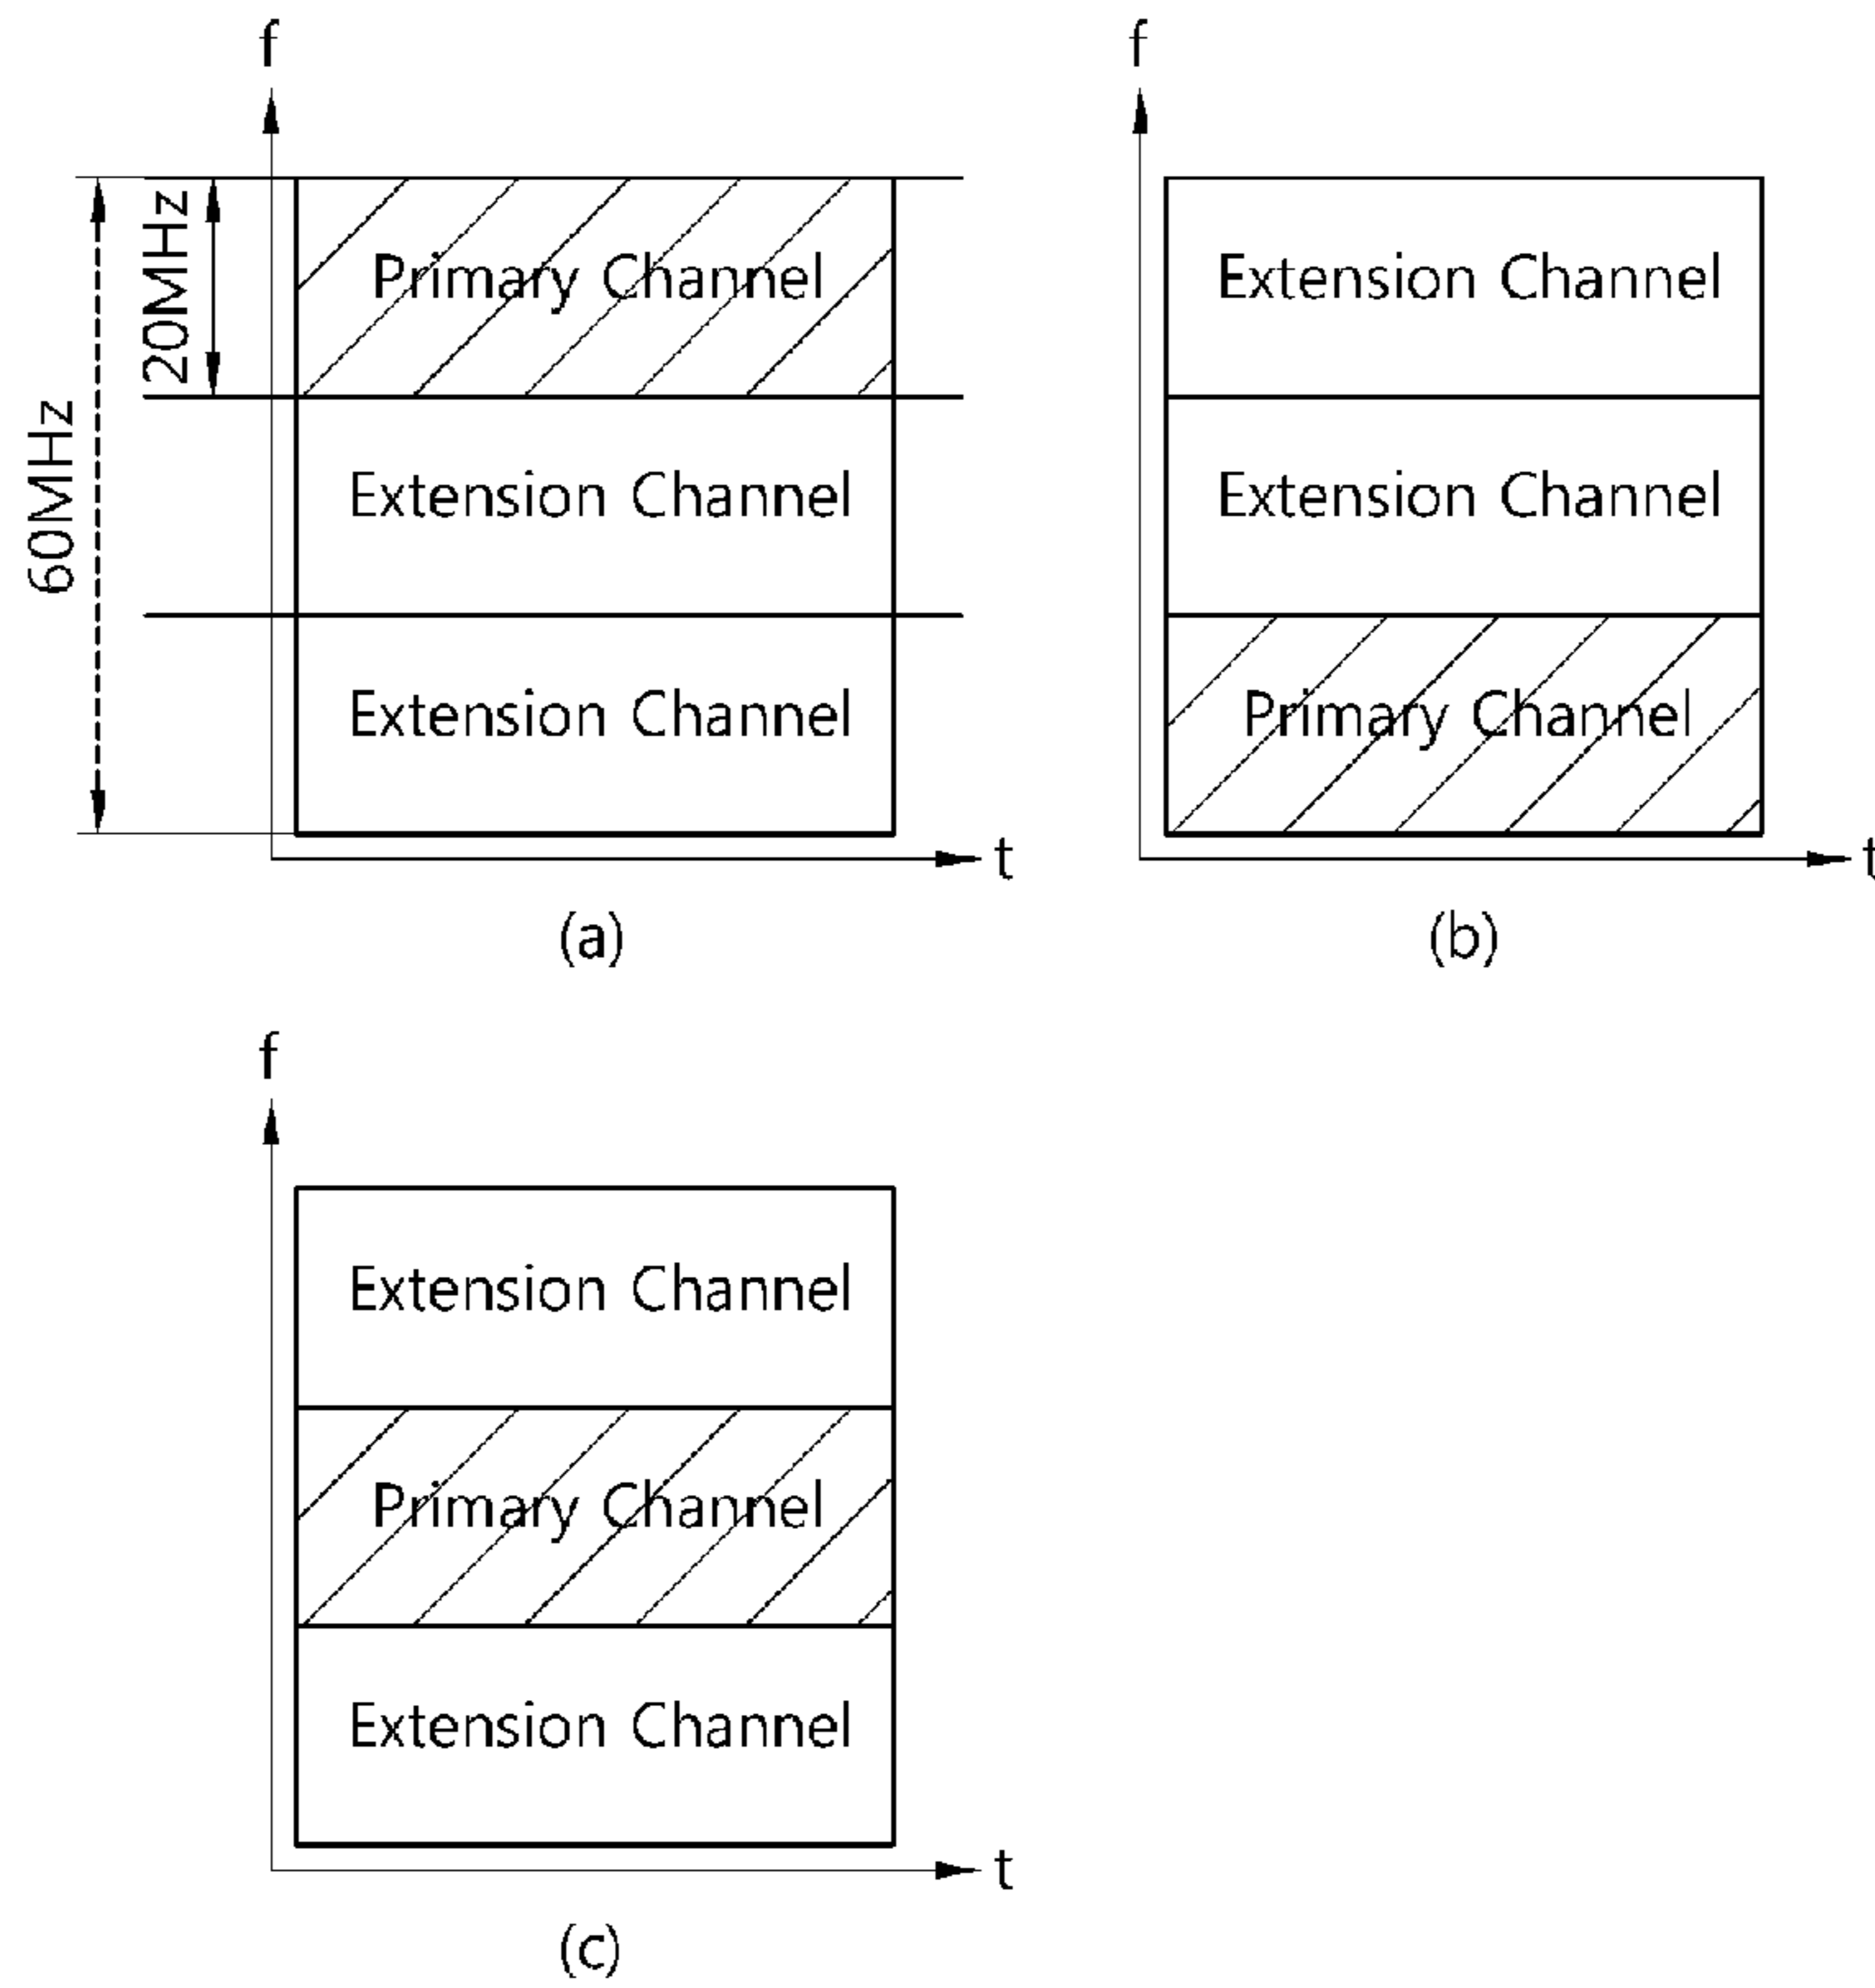 f
20MHz
60MHz
Primary Channel
Extension Channel
Extension Channel
t
(a)
f
Extension Channel
Extension Channel
Primary Channel
t
(b)
f
Extension Channel
Primary Channel
Extension Channel
t
(c)